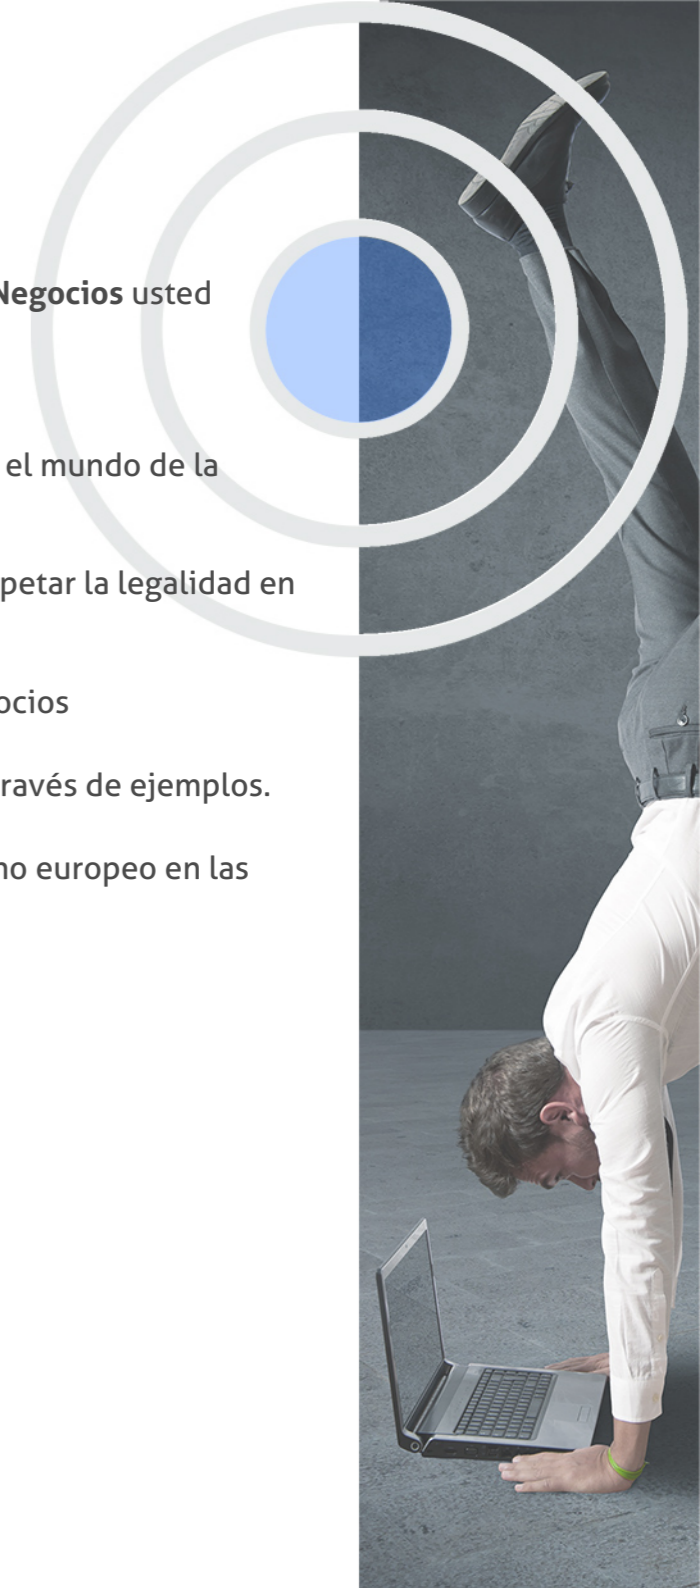 Negocios usted
el mundo de la
petar la legalidad en
ocios
ravés de ejemplos.
no europeo en las